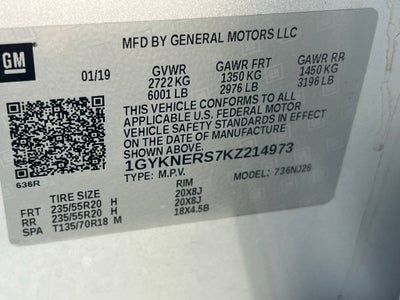 GM
MFD BY GENERAL MOTORS LLC
01/19 GVWR GAWR FRT GAWR RR
2722 KG 1350 KG 1450 KG
6001 LB 2976 LB 3196 LB
THIS VEHICLE CONFORMS TO ALL
APPLICABLE U.S. FEDERAL MOTOR
VEHICLE SAFETY STANDARDS IN EFFECT
ON THE DATE OF MANUFACTURE
SHOWN ABOVE.
636R 1GYKNERS7KZ214973
TYPE: M.P.V. MODEL: 736NJ26
TIRE SIZE RIM
FRT 235/55R20 H 20X8J
RR 235/55R20 H 20X8J
SPA T135/70R18 M 18X4.5B